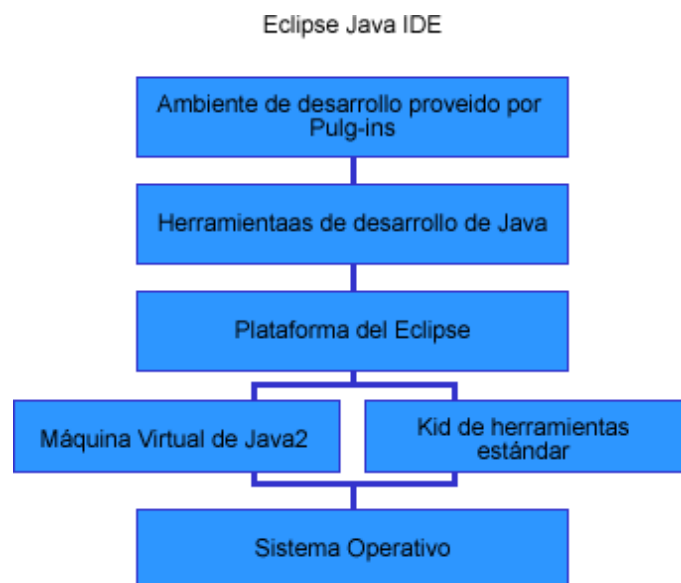 Eclipse Java IDE
Ambiente de desarrollo proveido por
Pulg-ins
Herramientaas de desarrollo de Java
Plataforma del Eclipse
Máquina Virtual de Java2
Kid de herramientas
estándar
Sistema Operativo